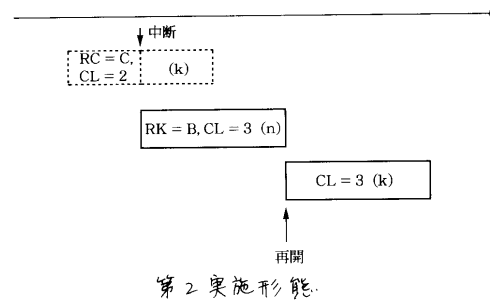 中断
RC = C,
CL = 2
(k)
RK = B, CL = 3 (n)
CL = 3 (k)
再開
第2実施形態.